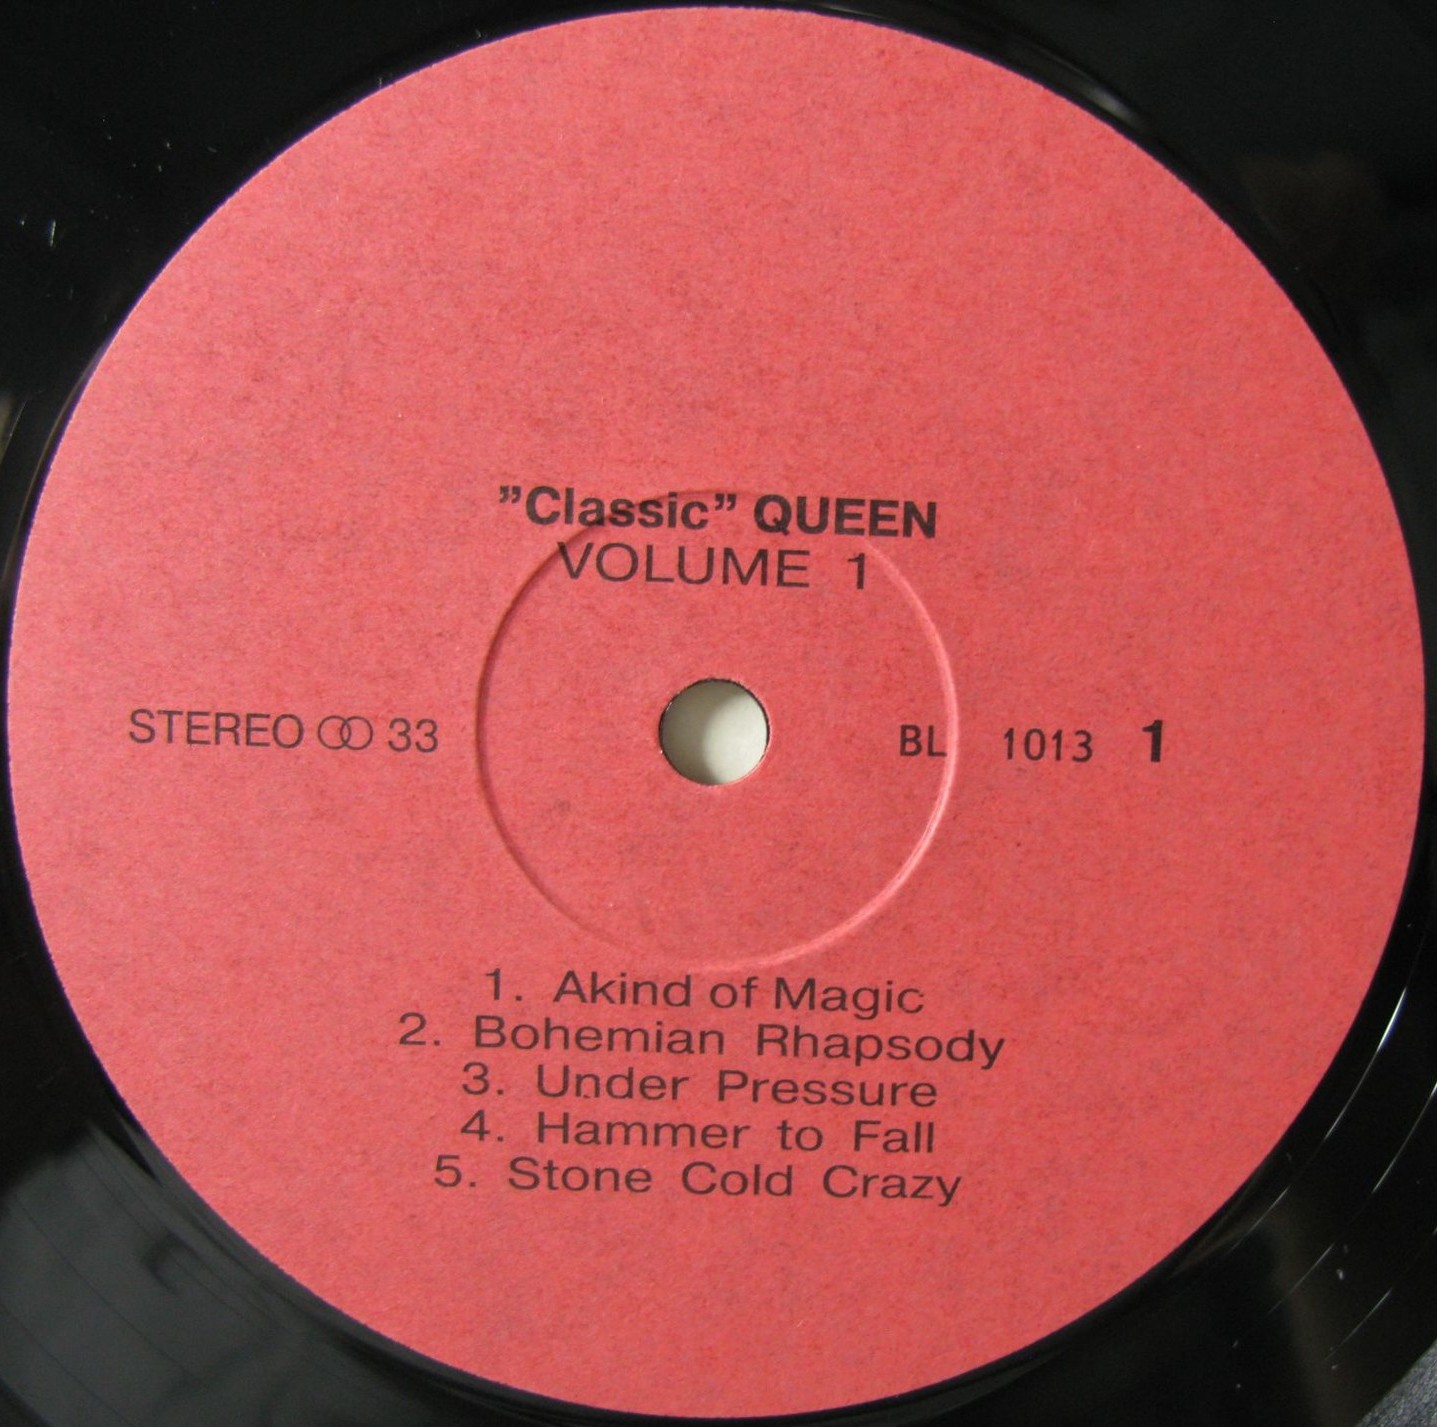 ”Classic” QUEEN
VOLUME 1
STEREO 33
BL 1013 1
1. Akind of Magic
2. Bohemian Rhapsody
3. Under Pressure
4. Hammer to Fall
5. Stone Cold Crazy